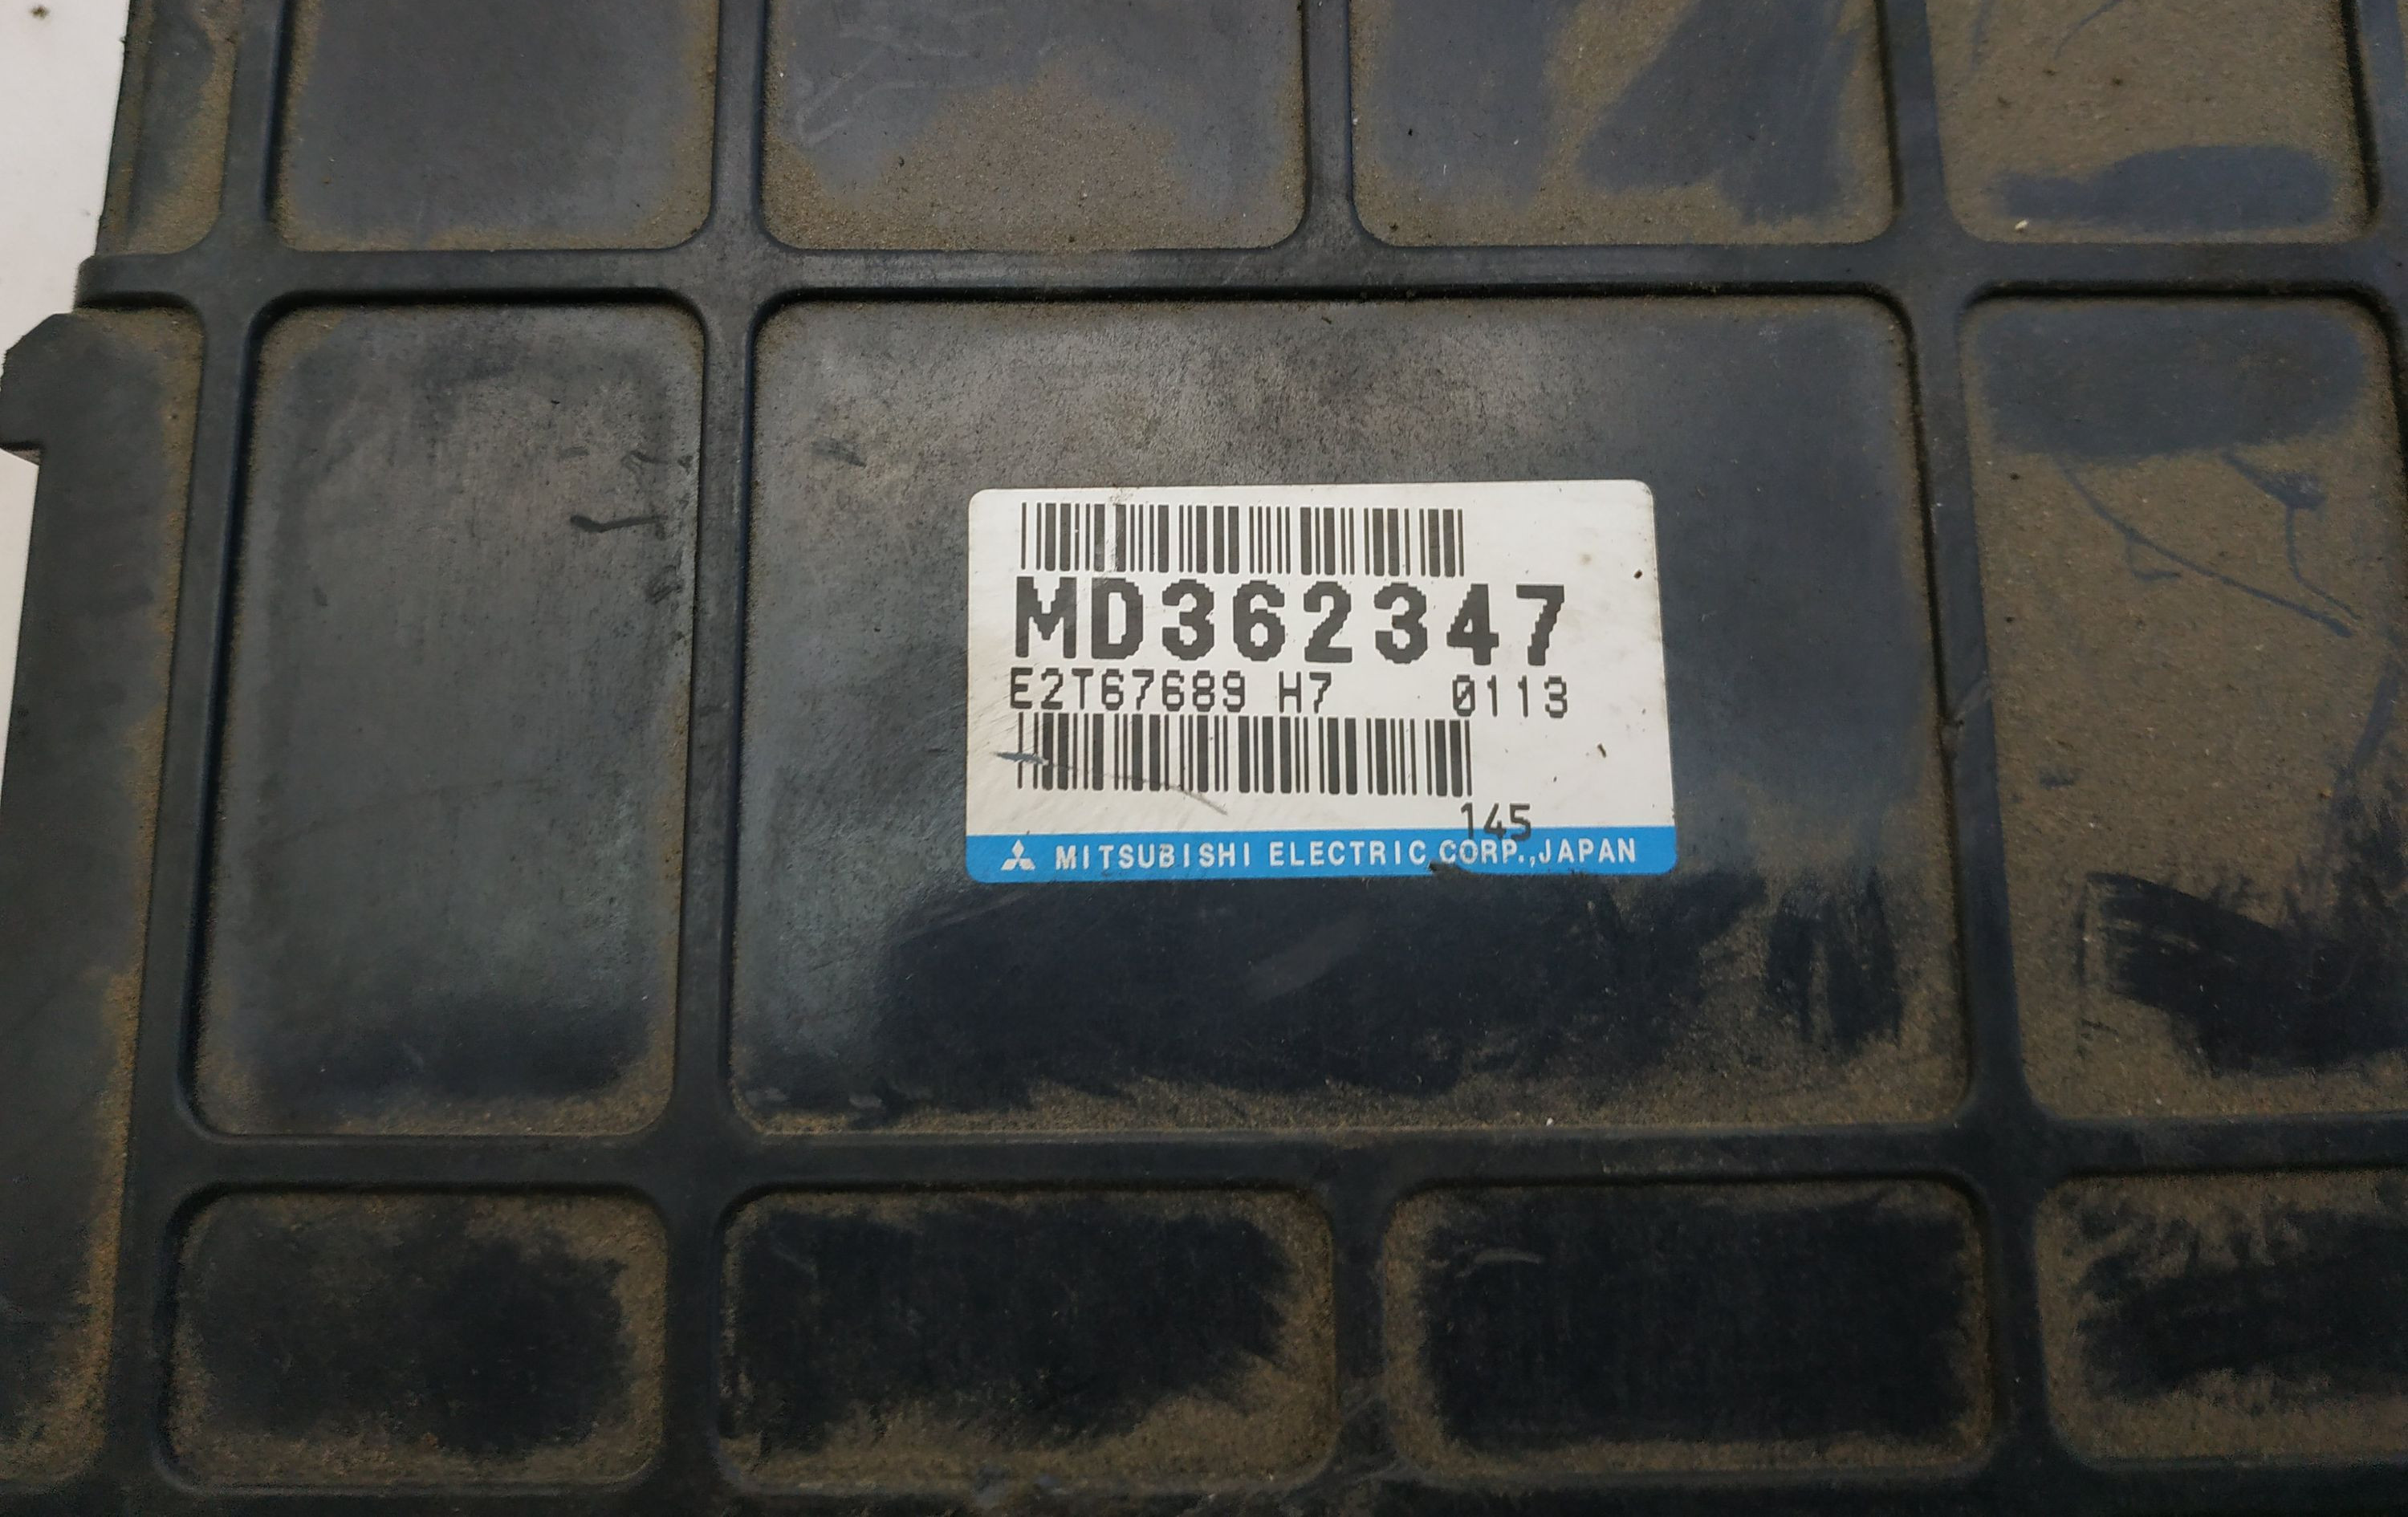 MD362347
E2T67689 H7 0113
145
MITSUBISHI ELECTRIC CORP.,JAPAN